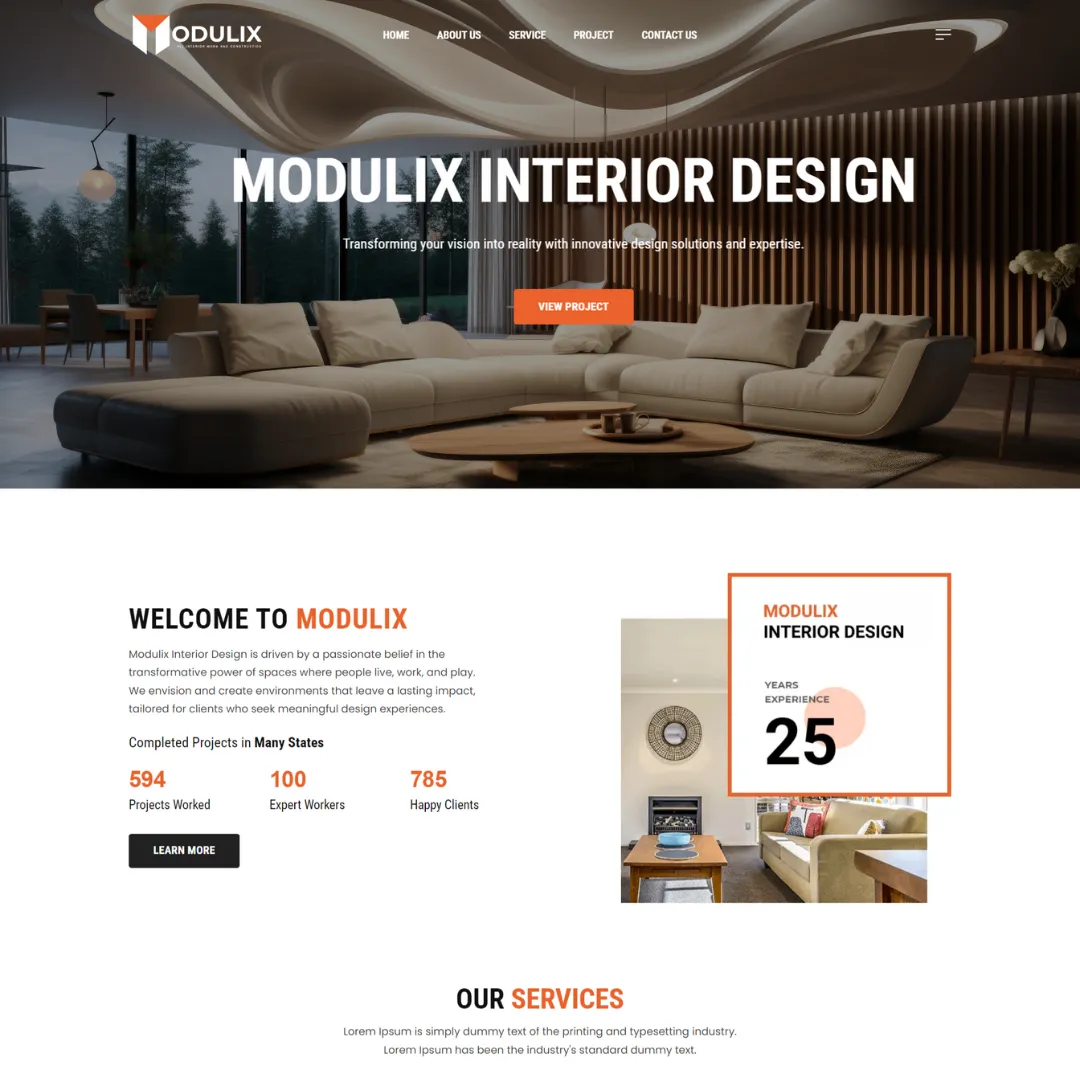 ODULIX
HOME ABOUT US SERVICE PROJECT CONTACT US
MODULIX INTERIOR DESIGN
Transforming your vision into reality with innovative design solutions and expertise.
VIEW PROJECT
WELCOME TO MODULIX
Modulix Interior Design is driven by a passionate belief in the
transformative power of spaces where people live, work, and play.
We envision and create environments that leave a lasting impact,
tailored for clients who seek meaningful design experiences.
Completed Projects in Many States
594 100 785
Projects Worked Expert Workers Happy Clients
LEARN MORE
MODULIX
INTERIOR DESIGN
YEARS
EXPERIENCE
25
OUR SERVICES
Lorem Ipsum is simply dummy text of the printing and typesetting industry.
Lorem Ipsum has been the industry's standard dummy text.